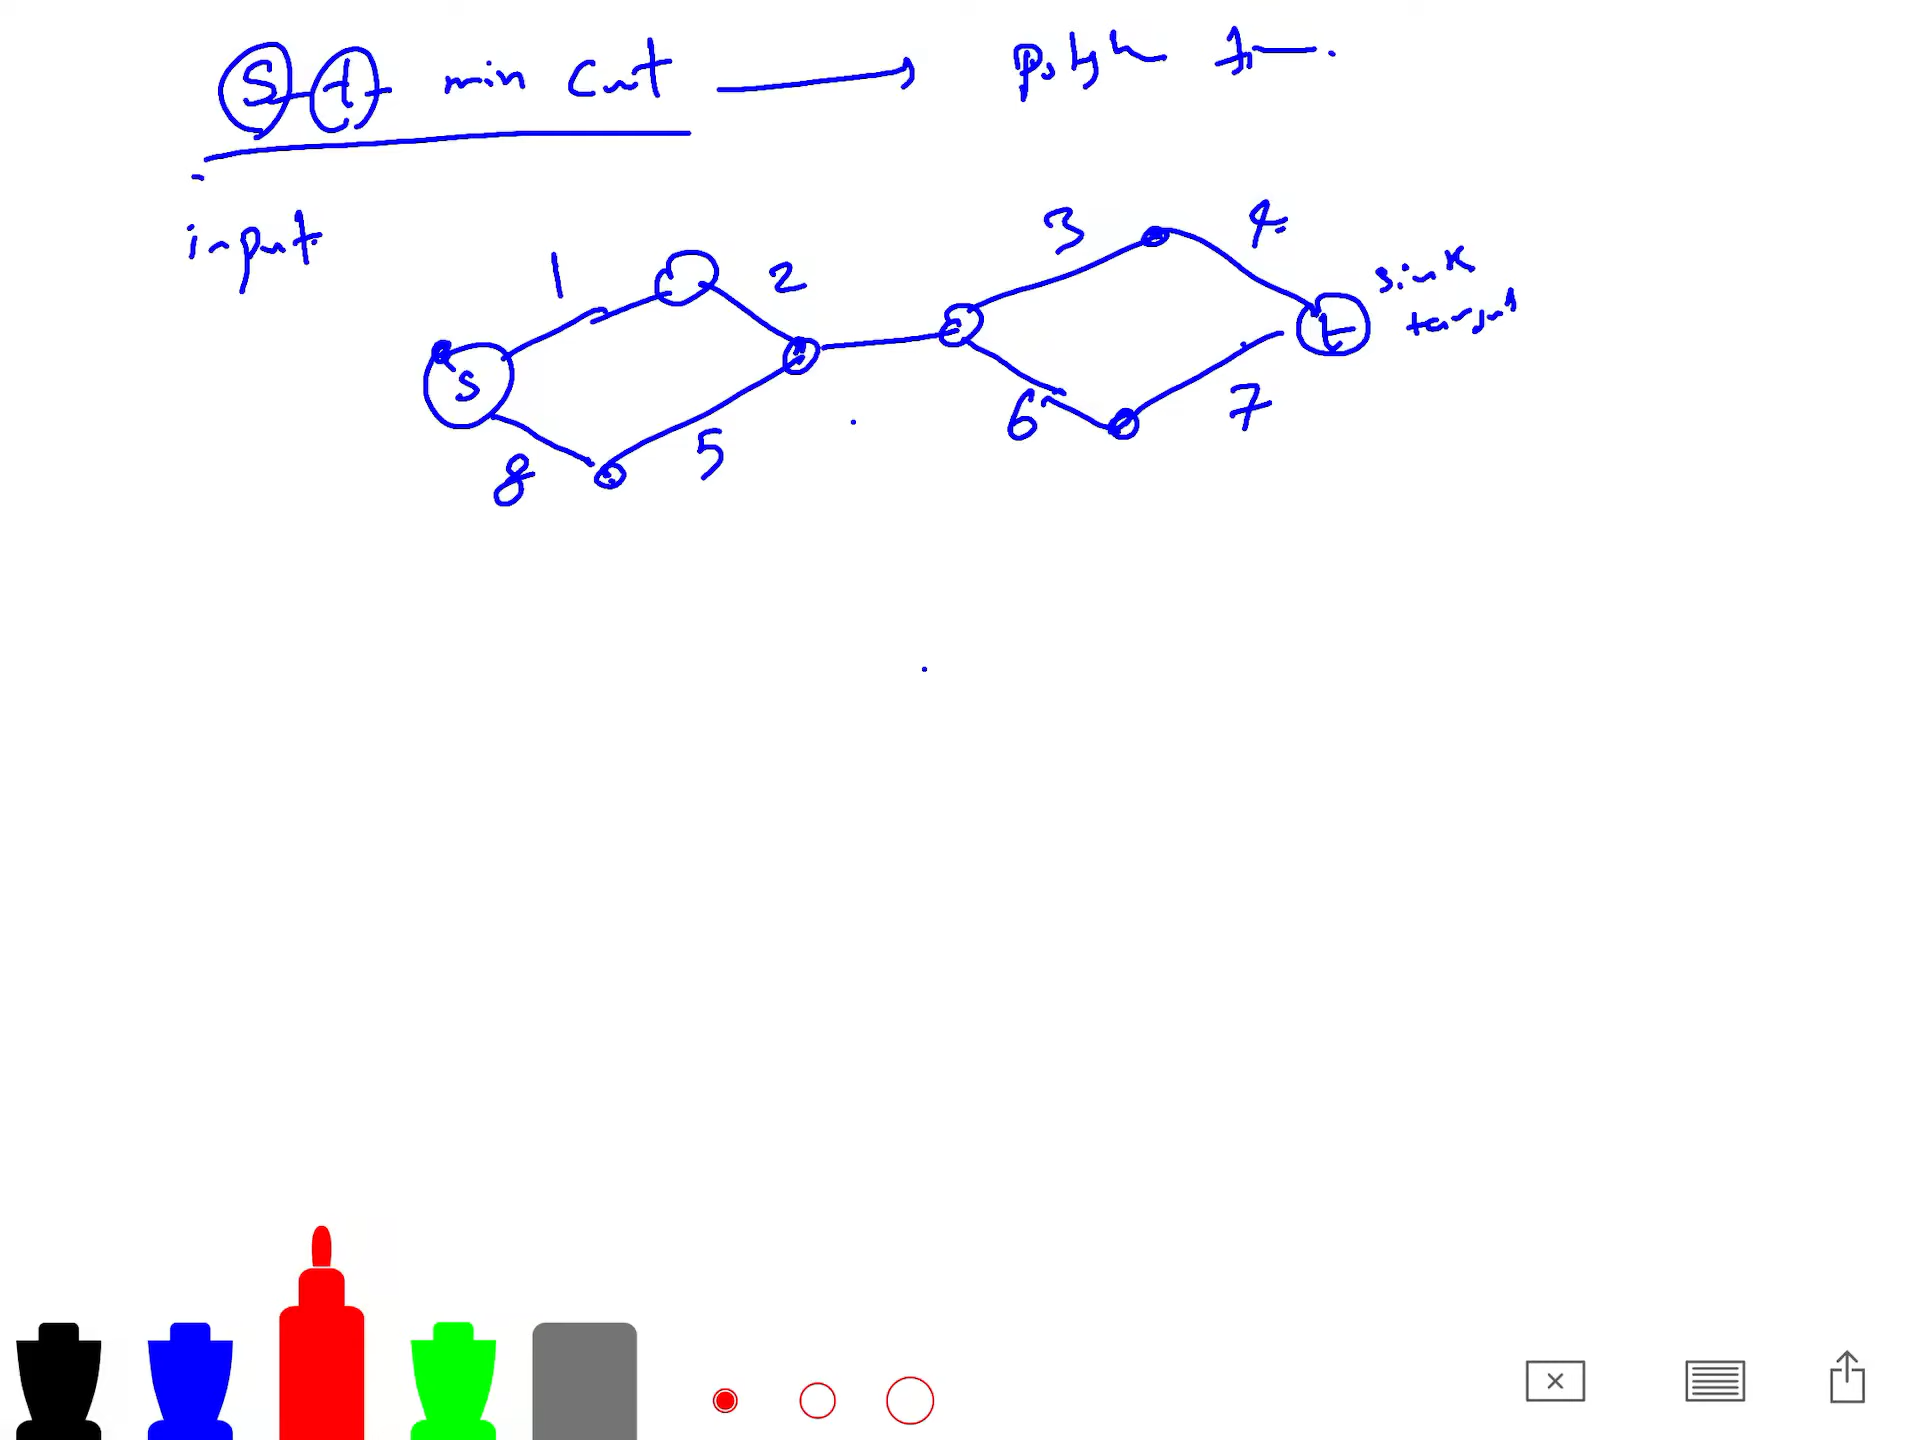 S-t min cut → Poly time.
input
3 4
1 2 sink
target
s t
8 5 6 7